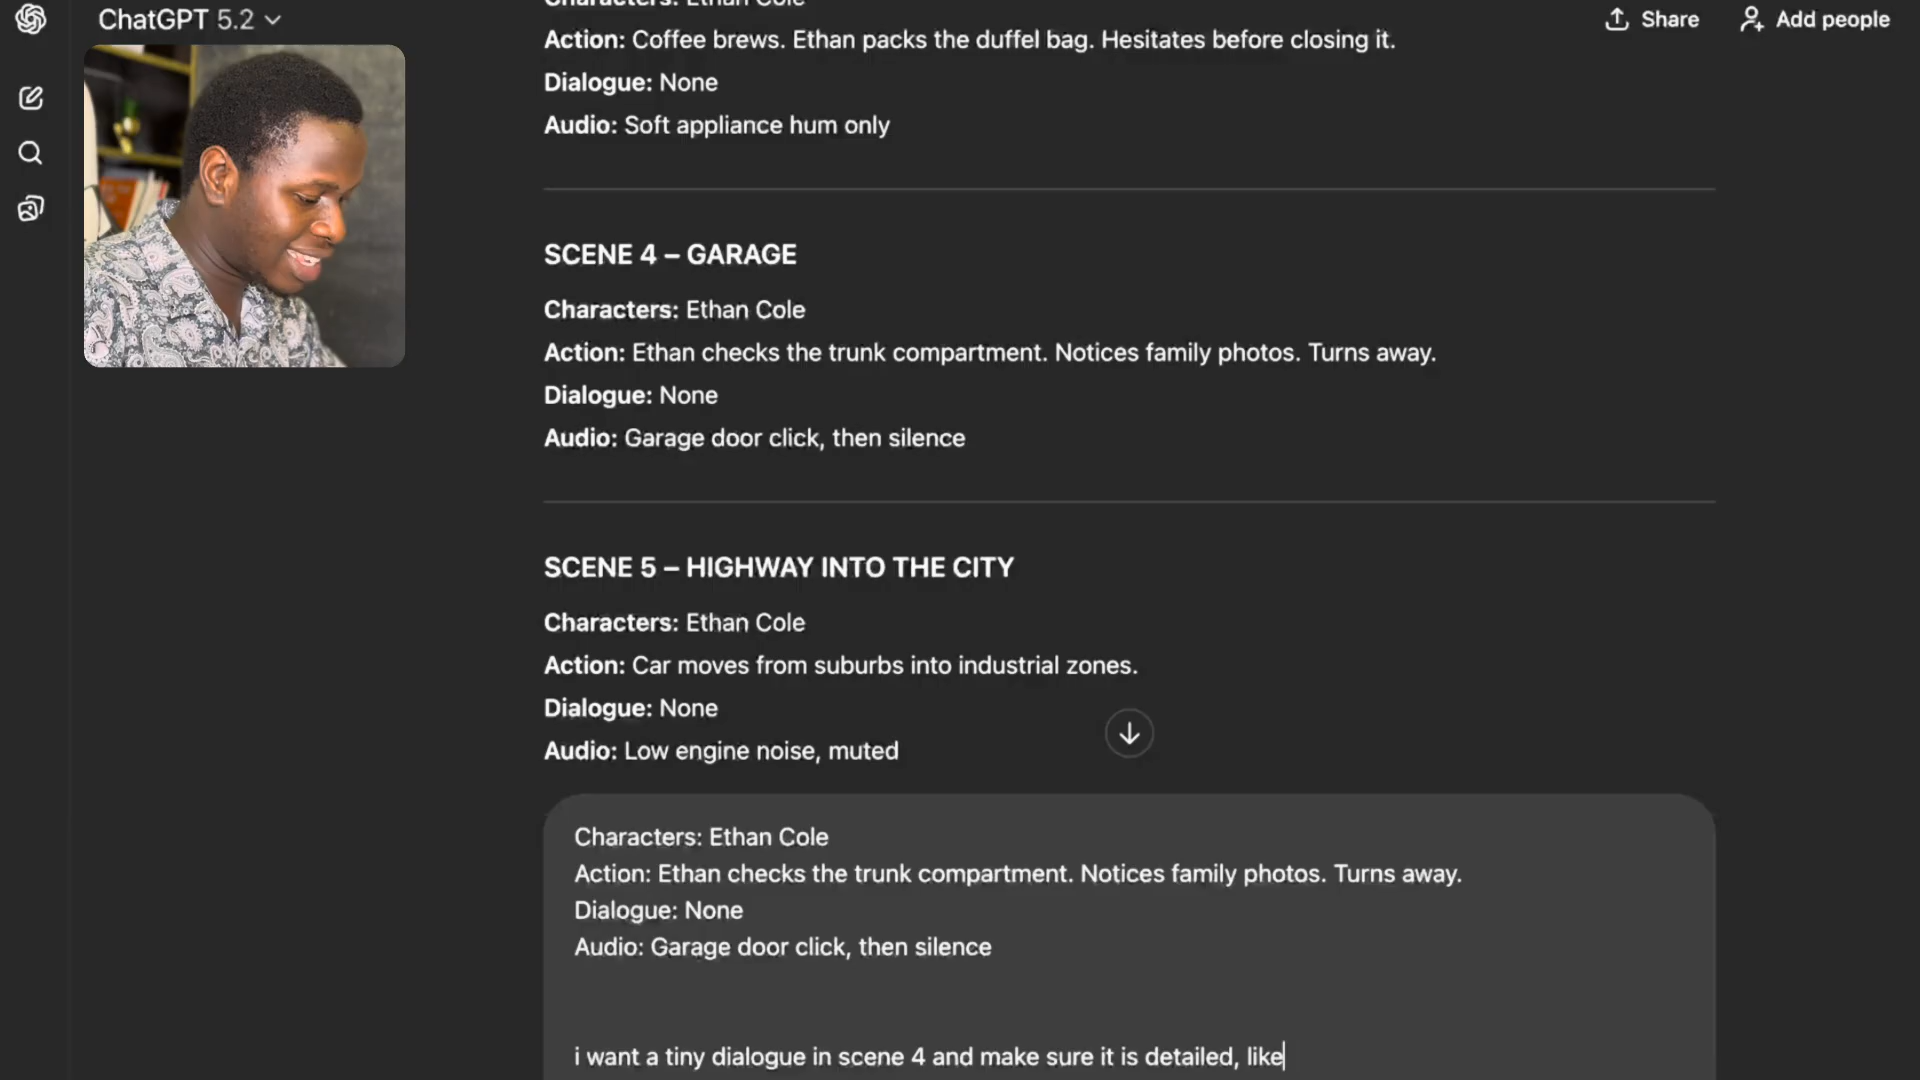 ChatGPT 5.2
Share
Add people
Characters: Ethan Cole
Action: Coffee brews. Ethan packs the duffel bag. Hesitates before closing it.
Dialogue: None
Audio: Soft appliance hum only
SCENE 4 – GARAGE
Characters: Ethan Cole
Action: Ethan checks the trunk compartment. Notices family photos. Turns away.
Dialogue: None
Audio: Garage door click, then silence
SCENE 5 – HIGHWAY INTO THE CITY
Characters: Ethan Cole
Action: Car moves from suburbs into industrial zones.
Dialogue: None
Audio: Low engine noise, muted
Characters: Ethan Cole
Action: Ethan checks the trunk compartment. Notices family photos. Turns away.
Dialogue: None
Audio: Garage door click, then silence
i want a tiny dialogue in scene 4 and make sure it is detailed, like